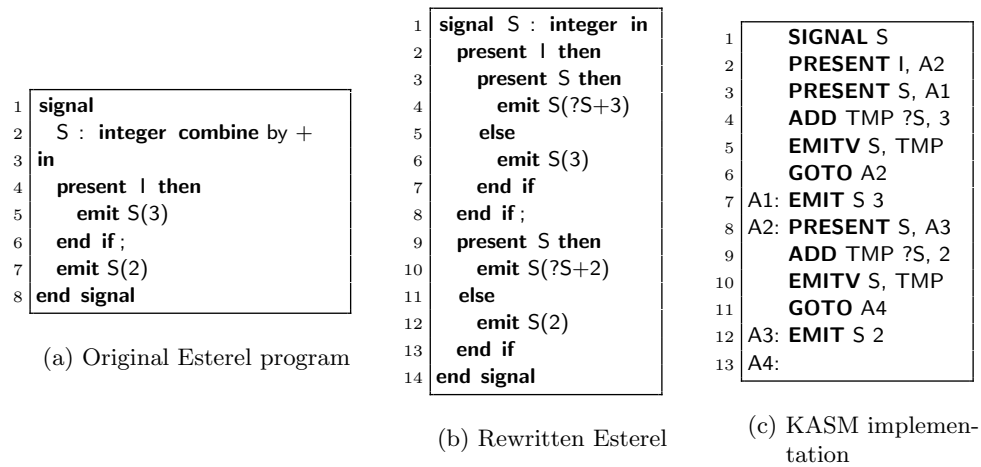 1 signal
2 S : integer combine by +
3 in
4 present I then
5 emit S(3)
6 end if ;
7 emit S(2)
8 end signal
(a) Original Esterel program
1 signal S : integer in
2 present I then
3 present S then
4 emit S(?S+3)
5 else
6 emit S(3)
7 end if
8 end if ;
9 present S then
10 emit S(?S+2)
11 else
12 emit S(2)
13 end if
14 end signal
(b) Rewritten Esterel
1 SIGNAL S
2 PRESENT I, A2
3 PRESENT S, A1
4 ADD TMP ?S, 3
5 EMITV S, TMP
6 GOTO A2
7 A1: EMIT S 3
8 A2: PRESENT S, A3
9 ADD TMP ?S, 2
10 EMITV S, TMP
11 GOTO A4
12 A3: EMIT S 2
13 A4:
(c) KASM implemen-
tation